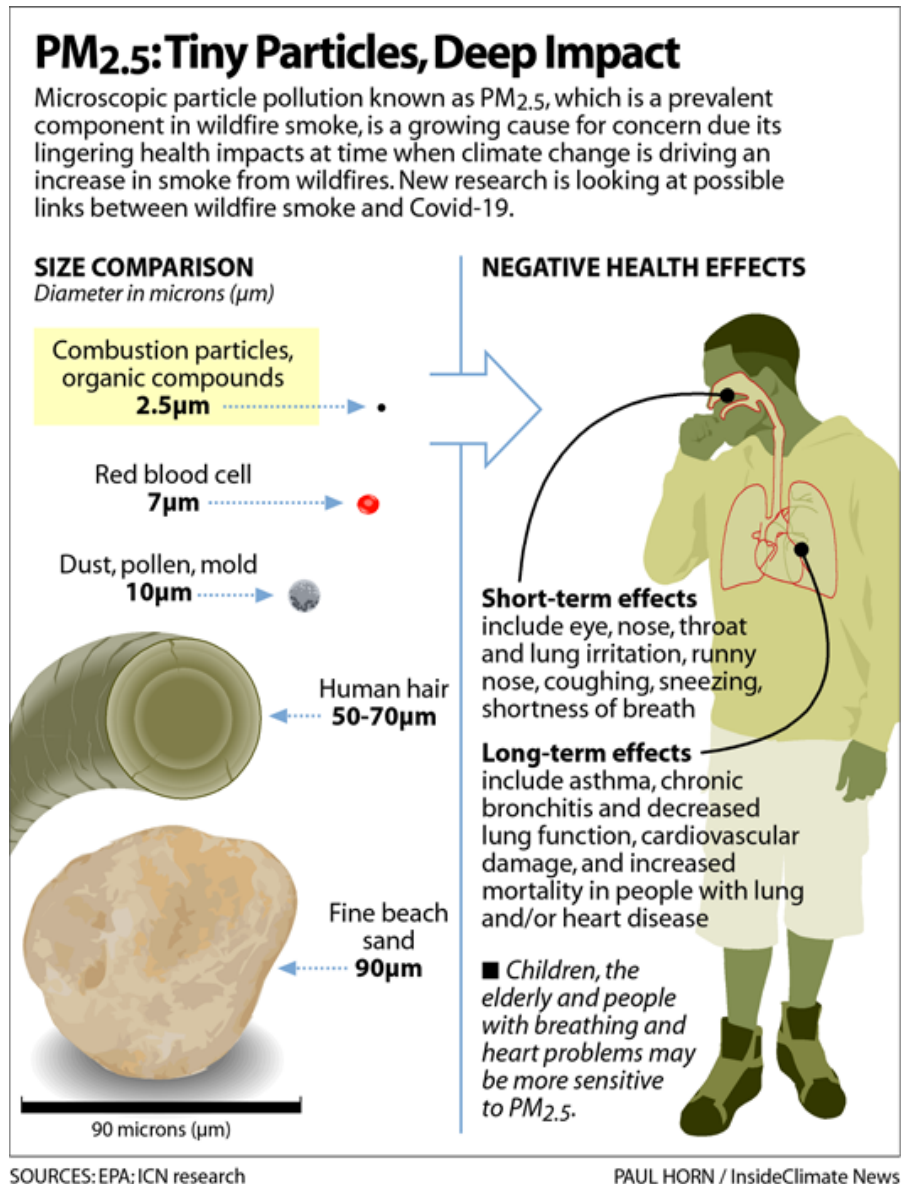 PM2.5: Tiny Particles, Deep Impact
Microscopic particle pollution known as PM2.5, which is a prevalent
component in wildfire smoke, is a growing cause for concern due its
lingering health impacts at time when climate change is driving an
increase in smoke from wildfires. New research is looking at possible
links between wildfire smoke and Covid-19.
SIZE COMPARISON
Diameter in microns (µm)
Combustion particles,
organic compounds
2.5µm
Red blood cell
7µm
Dust, pollen, mold
10µm
Human hair
50-70µm
Fine beach
sand
90µm
90 microns (µm)
NEGATIVE HEALTH EFFECTS
Short-term effects
include eye, nose, throat
and lung irritation, runny
nose, coughing, sneezing,
shortness of breath
Long-term effects
include asthma, chronic
bronchitis and decreased
lung function, cardiovascular
damage, and increased
mortality in people with lung
and/or heart disease
■ Children, the
elderly and people
with breathing and
heart problems may
be more sensitive
to PM2.5.
SOURCES: EPA; ICN research
PAUL HORN / InsideClimate News